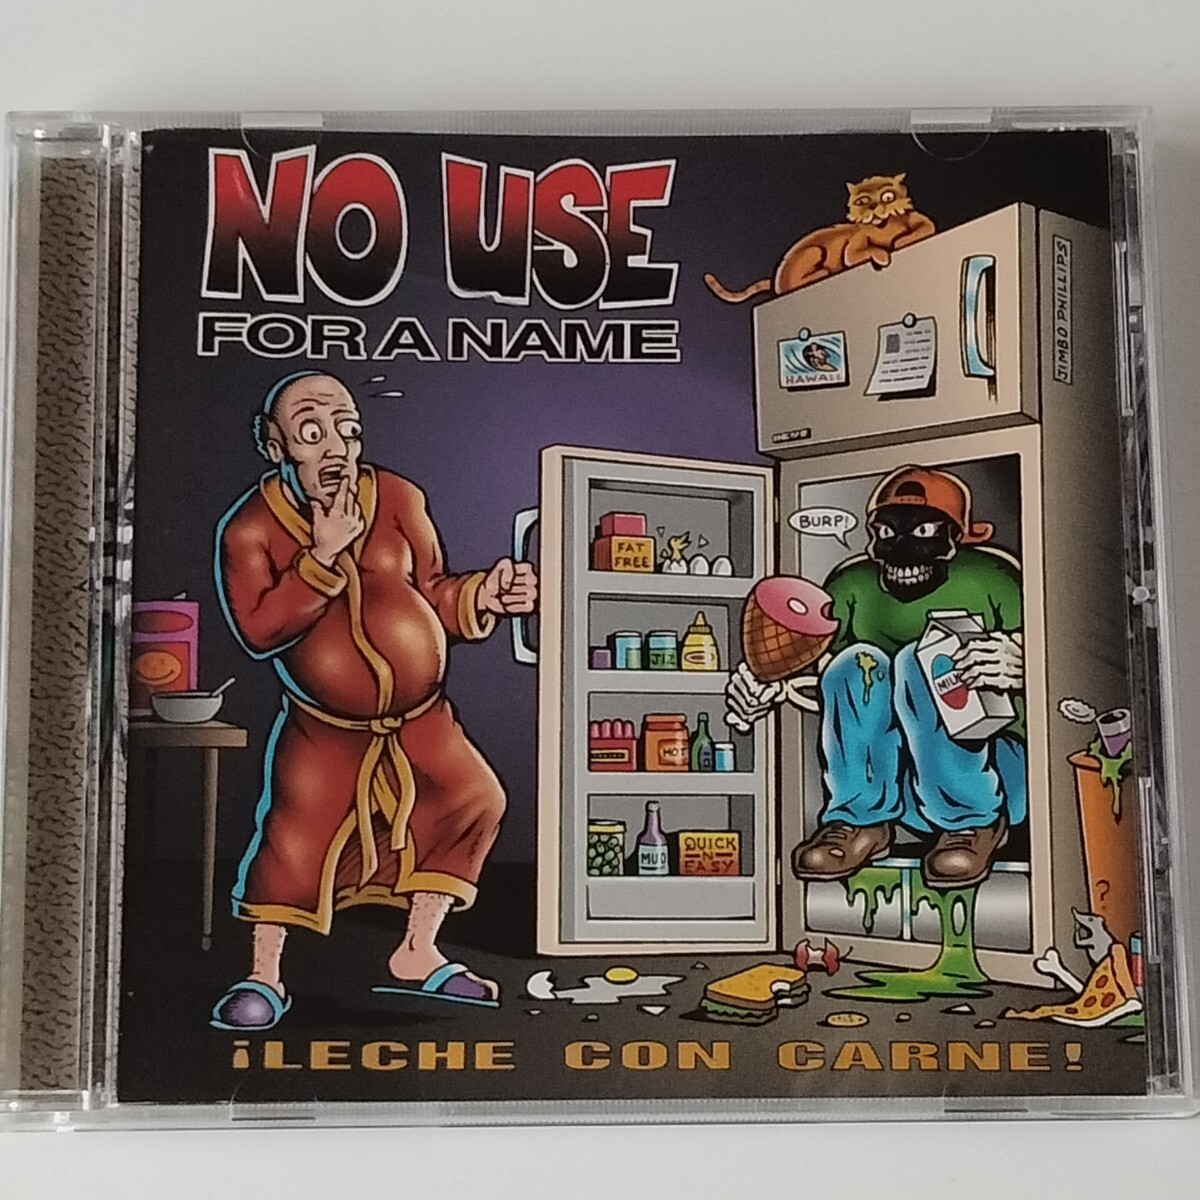 NO USE
FOR A NAME
JIMBO PHILLIPS
HAWAII
BURP!
FAT
FREE
JIZ
MILK
HOT
MUD
QUICK
-N-
EASY
?
¡LECHE CON CARNE!